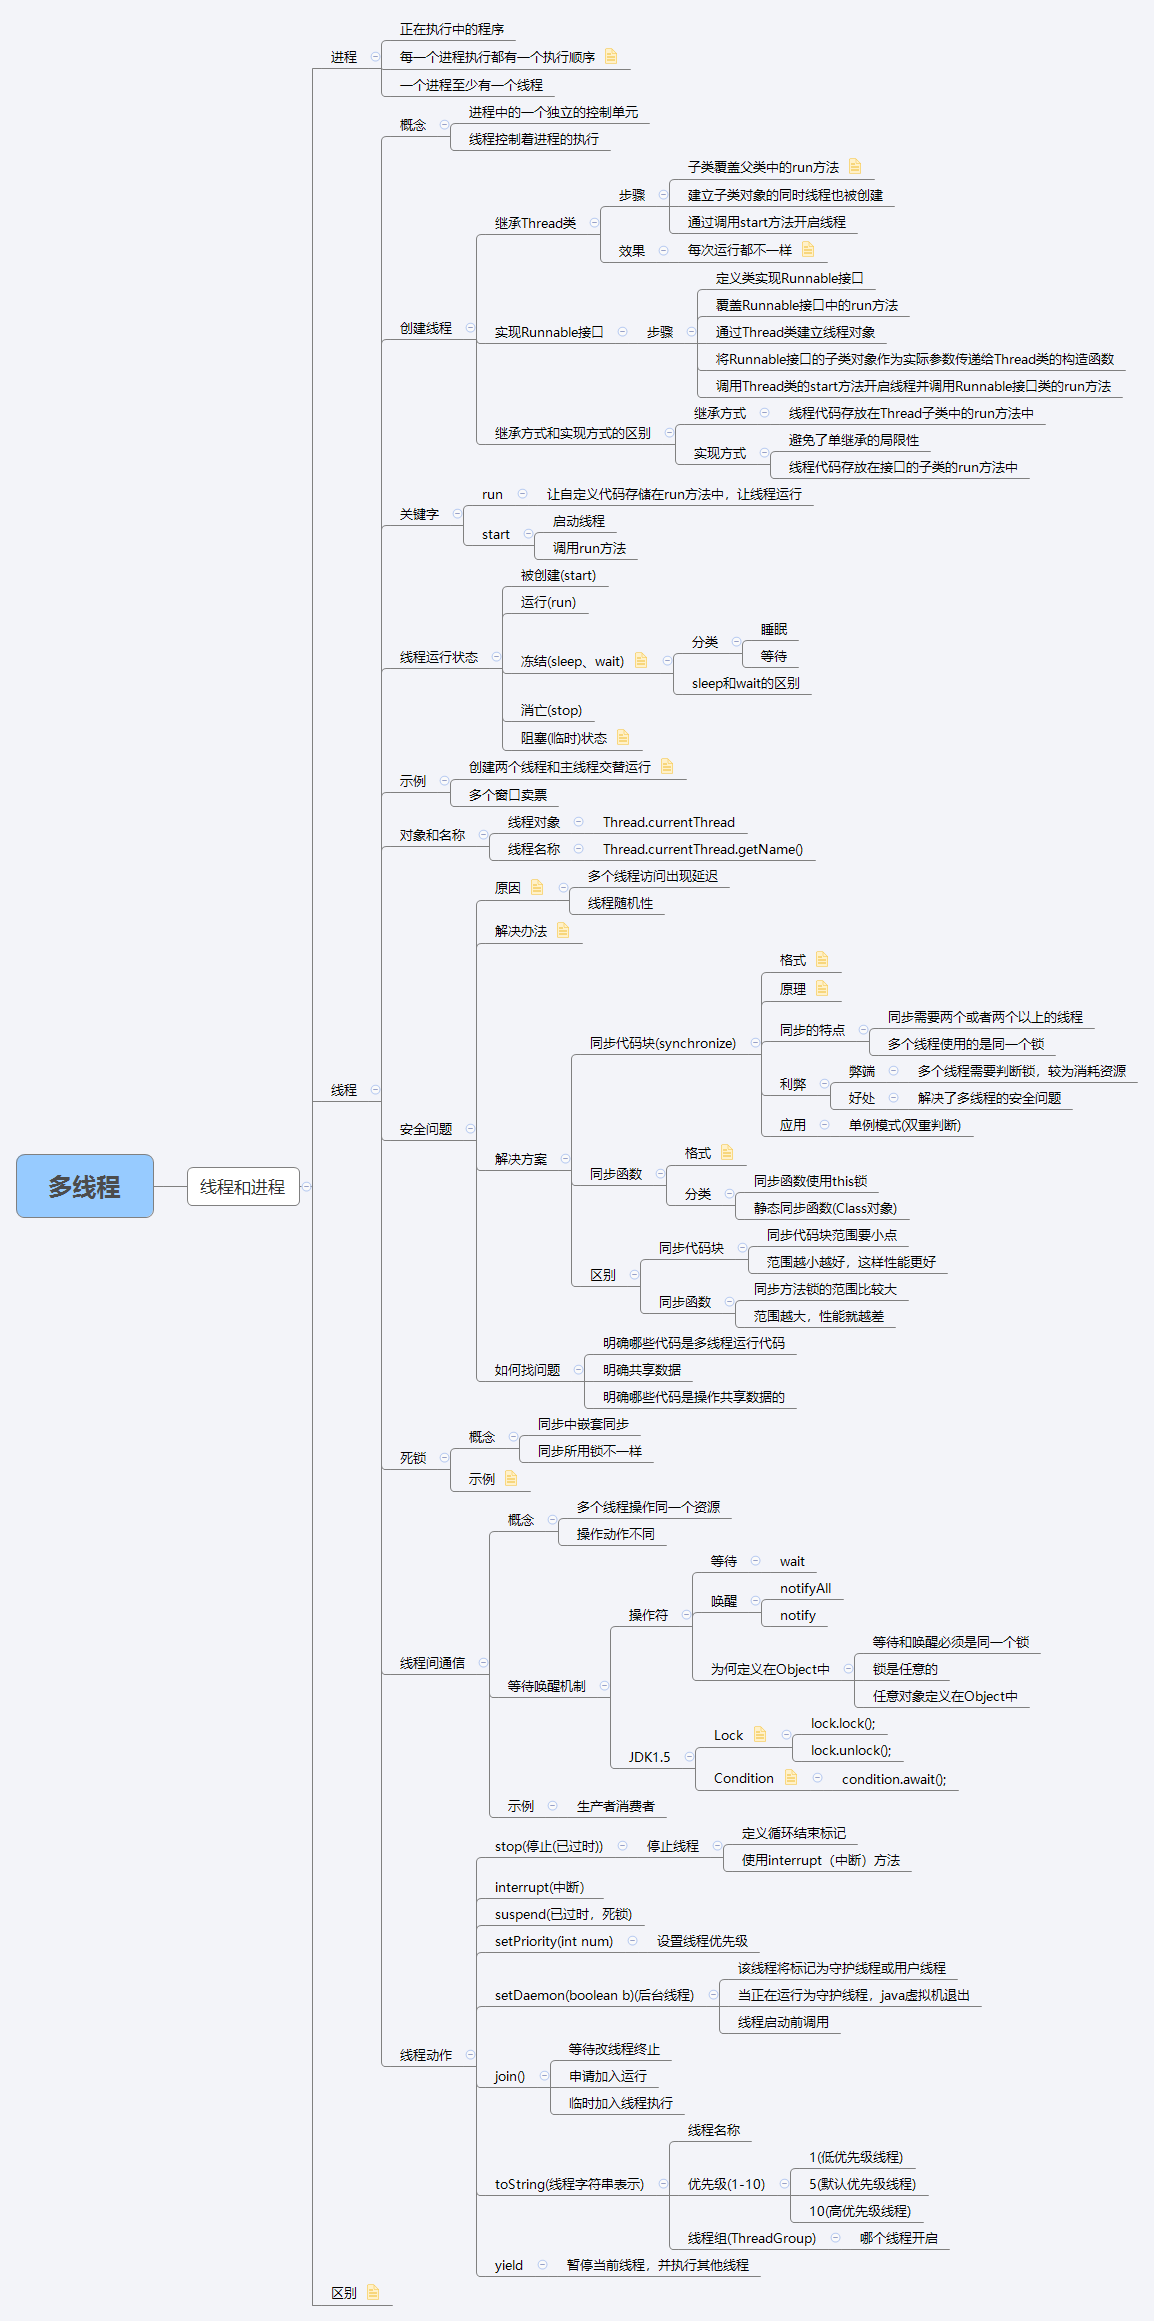 正在执行中的程序
进程
每一个进程执行都有一个执行顺序
一个进程至少有一个线程
进程中的一个独立的控制单元
概念
线程控制着进程的执行
子类覆盖父类中的run方法
步骤
建立子类对象的同时线程也被创建
继承Thread类
通过调用start方法开启线程
效果
每次运行都不一样
定义类实现Runnable接口
覆盖Runnable接口中的run方法
创建线程
实现Runnable接口
步骤
通过Thread类建立线程对象
将Runnable接口的子类对象作为实际参数传递给Thread类的构造函数
调用Thread类的start方法开启线程并调用Runnable接口类的run方法
继承方式
线程代码存放在Thread子类中的run方法中
继承方式和实现方式的区别
避免了单继承的局限性
实现方式
线程代码存放在接口的子类的run方法中
run
让自定义代码存储在run方法中，让线程运行
关键字
启动线程
start
调用run方法
被创建(start)
运行(run)
睡眠
分类
线程运行状态
冻结(sleep、wait)
等待
sleep和wait的区别
消亡(stop)
阻塞(临时)状态
创建两个线程和主线程交替运行
示例
多个窗口卖票
线程对象
Thread.currentThread
对象和名称
线程名称
Thread.currentThread.getName()
多个线程访问出现延迟
原因
线程随机性
解决办法
格式
原理
同步需要两个或者两个以上的线程
同步的特点
同步代码块(synchronize)
多个线程使用的是同一个锁
弊端
多个线程需要判断锁，较为消耗资源
利弊
线程
好处
解决了多线程的安全问题
安全问题
应用
单例模式(双重判断)
格式
解决方案
同步函数
同步函数使用this锁
分类
多线程
线程和进程
静态同步函数(Class对象)
同步代码块范围要小点
同步代码块
范围越小越好，这样性能更好
区别
同步方法锁的范围比较大
同步函数
范围越大，性能就越差
明确哪些代码是多线程运行代码
如何找问题
明确共享数据
明确哪些代码是操作共享数据的
同步中嵌套同步
概念
同步所用锁不一样
死锁
示例
多个线程操作同一个资源
概念
操作动作不同
等待
wait
notifyAll
唤醒
操作符
notify
等待和唤醒必须是同一个锁
线程间通信
为何定义在Object中
锁是任意的
等待唤醒机制
任意对象定义在Object中
lock.lock();
Lock
JDK1.5
lock.unlock();
Condition
condition.await();
示例
生产者消费者
定义循环结束标记
stop(停止(已过时))
停止线程
使用interrupt（中断）方法
interrupt(中断）
suspend(已过时，死锁)
setPriority(int num)
设置线程优先级
该线程将标记为守护线程或用户线程
setDaemon(boolean b)(后台线程)
当正在运行为守护线程，java虚拟机退出
线程启动前调用
线程动作
等待改线程终止
join()
申请加入运行
临时加入线程执行
线程名称
1(低优先级线程)
toString(线程字符串表示)
优先级(1-10)
5(默认优先级线程)
10(高优先级线程)
线程组(ThreadGroup)
哪个线程开启
yield
暂停当前线程，并执行其他线程
区别